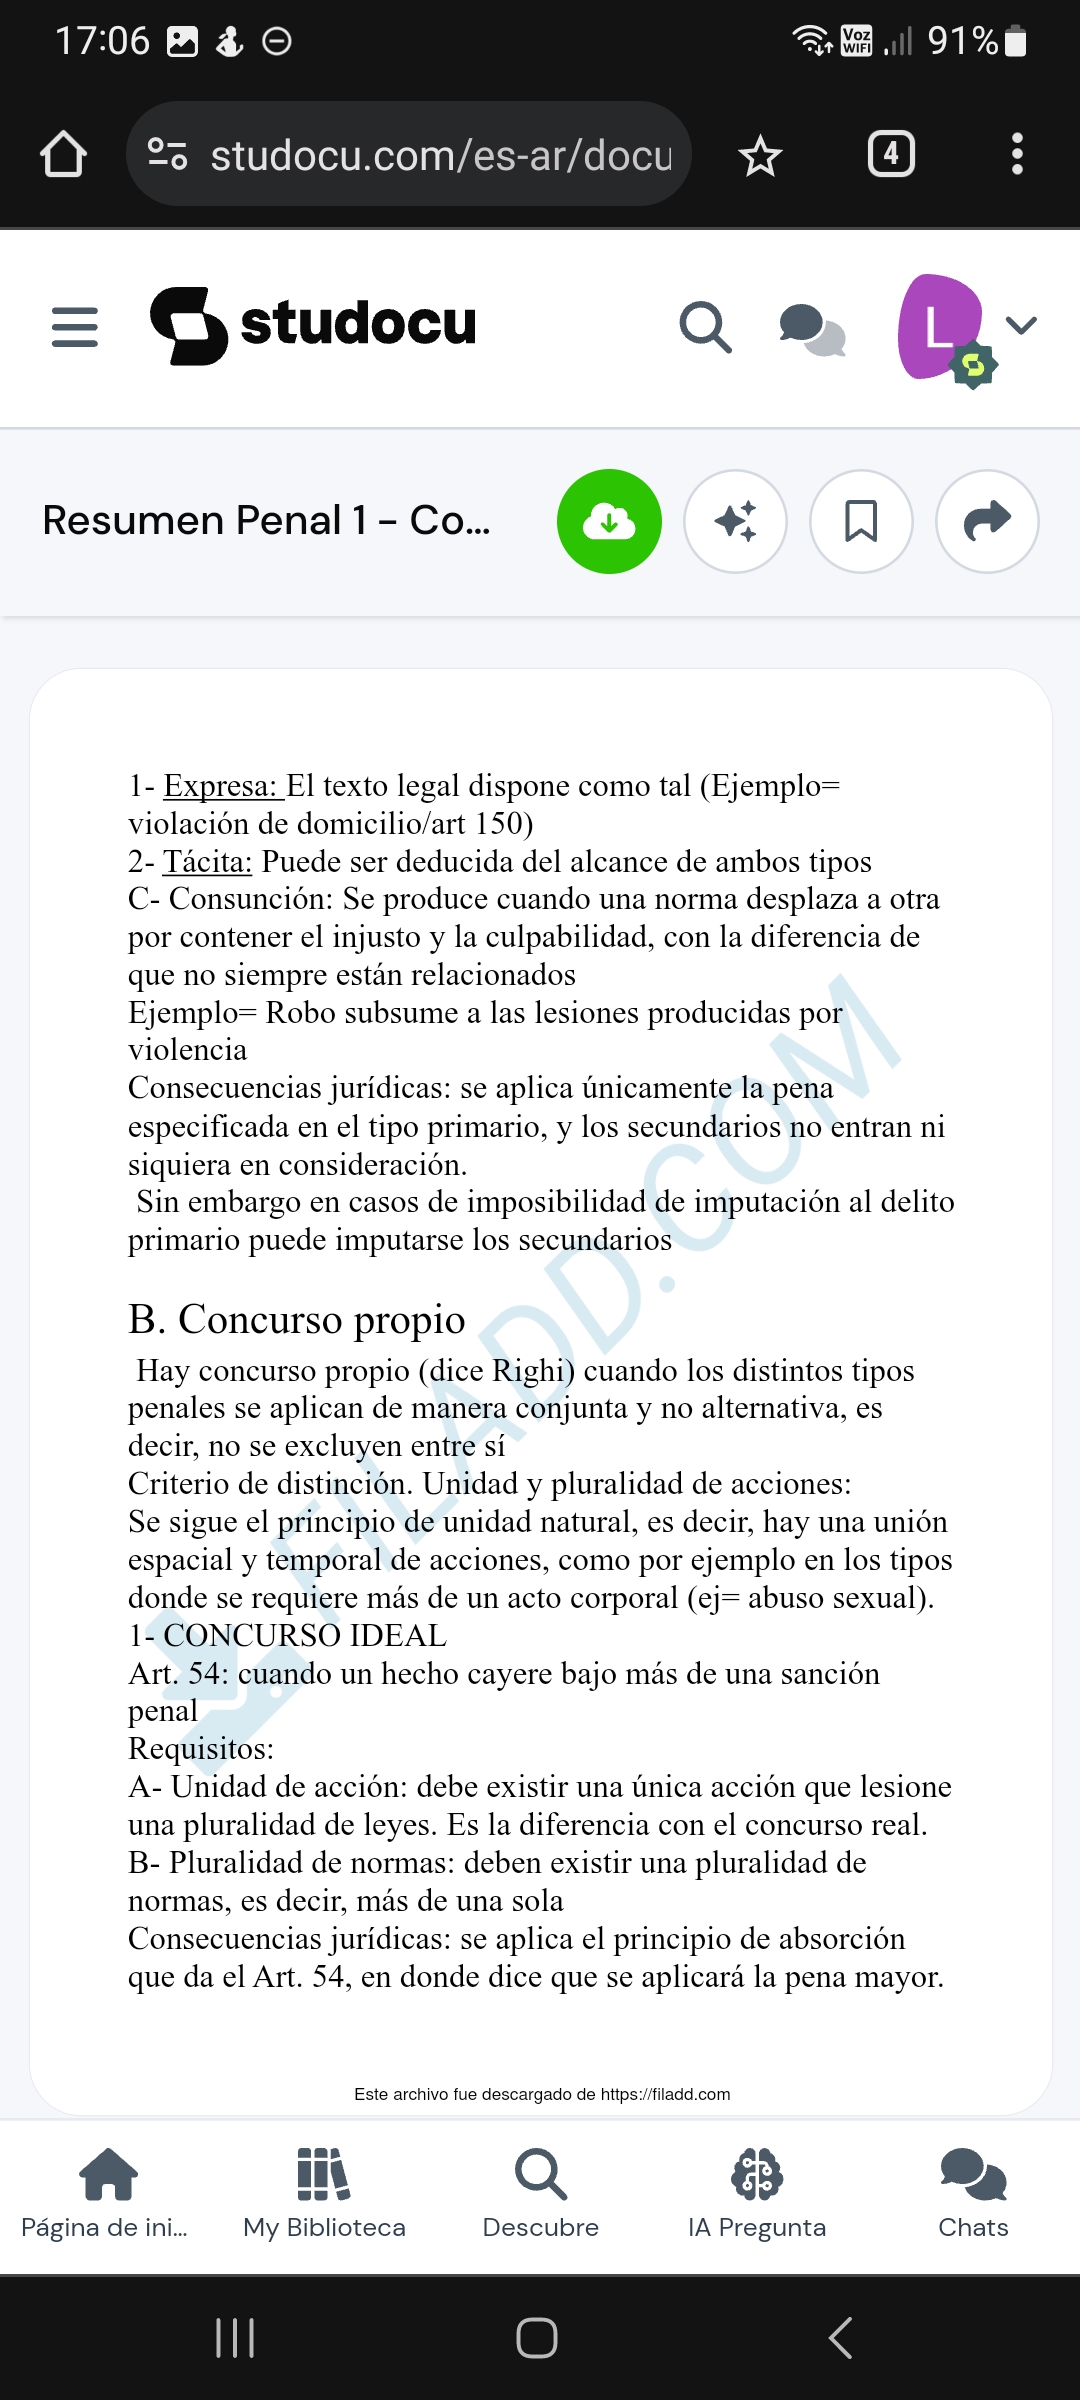 17:06
Voz WIFI 91%
studocu.com/es-ar/docu
4
studocu
L
Resumen Penal 1 - Co...
1- Expresa: El texto legal dispone como tal (Ejemplo=
violación de domicilio/art 150)
2- Tácita: Puede ser deducida del alcance de ambos tipos
C- Consunción: Se produce cuando una norma desplaza a otra
por contener el injusto y la culpabilidad, con la diferencia de
que no siempre están relacionados
Ejemplo= Robo subsume a las lesiones producidas por
violencia
Consecuencias jurídicas: se aplica únicamente la pena
especificada en el tipo primario, y los secundarios no entran ni
siquiera en consideración.
Sin embargo en casos de imposibilidad de imputación al delito
primario puede imputarse los secundarios
B. Concurso propio
Hay concurso propio (dice Righi) cuando los distintos tipos
penales se aplican de manera conjunta y no alternativa, es
decir, no se excluyen entre sí
Criterio de distinción. Unidad y pluralidad de acciones:
Se sigue el principio de unidad natural, es decir, hay una unión
espacial y temporal de acciones, como por ejemplo en los tipos
donde se requiere más de un acto corporal (ej= abuso sexual).
1- CONCURSO IDEAL
Art. 54: cuando un hecho cayere bajo más de una sanción
penal
Requisitos:
A- Unidad de acción: debe existir una única acción que lesione
una pluralidad de leyes. Es la diferencia con el concurso real.
B- Pluralidad de normas: deben existir una pluralidad de
normas, es decir, más de una sola
Consecuencias jurídicas: se aplica el principio de absorción
que da el Art. 54, en donde dice que se aplicará la pena mayor.
FILADD.COM
Este archivo fue descargado de https://filadd.com
Página de ini... My Biblioteca Descubre IA Pregunta Chats